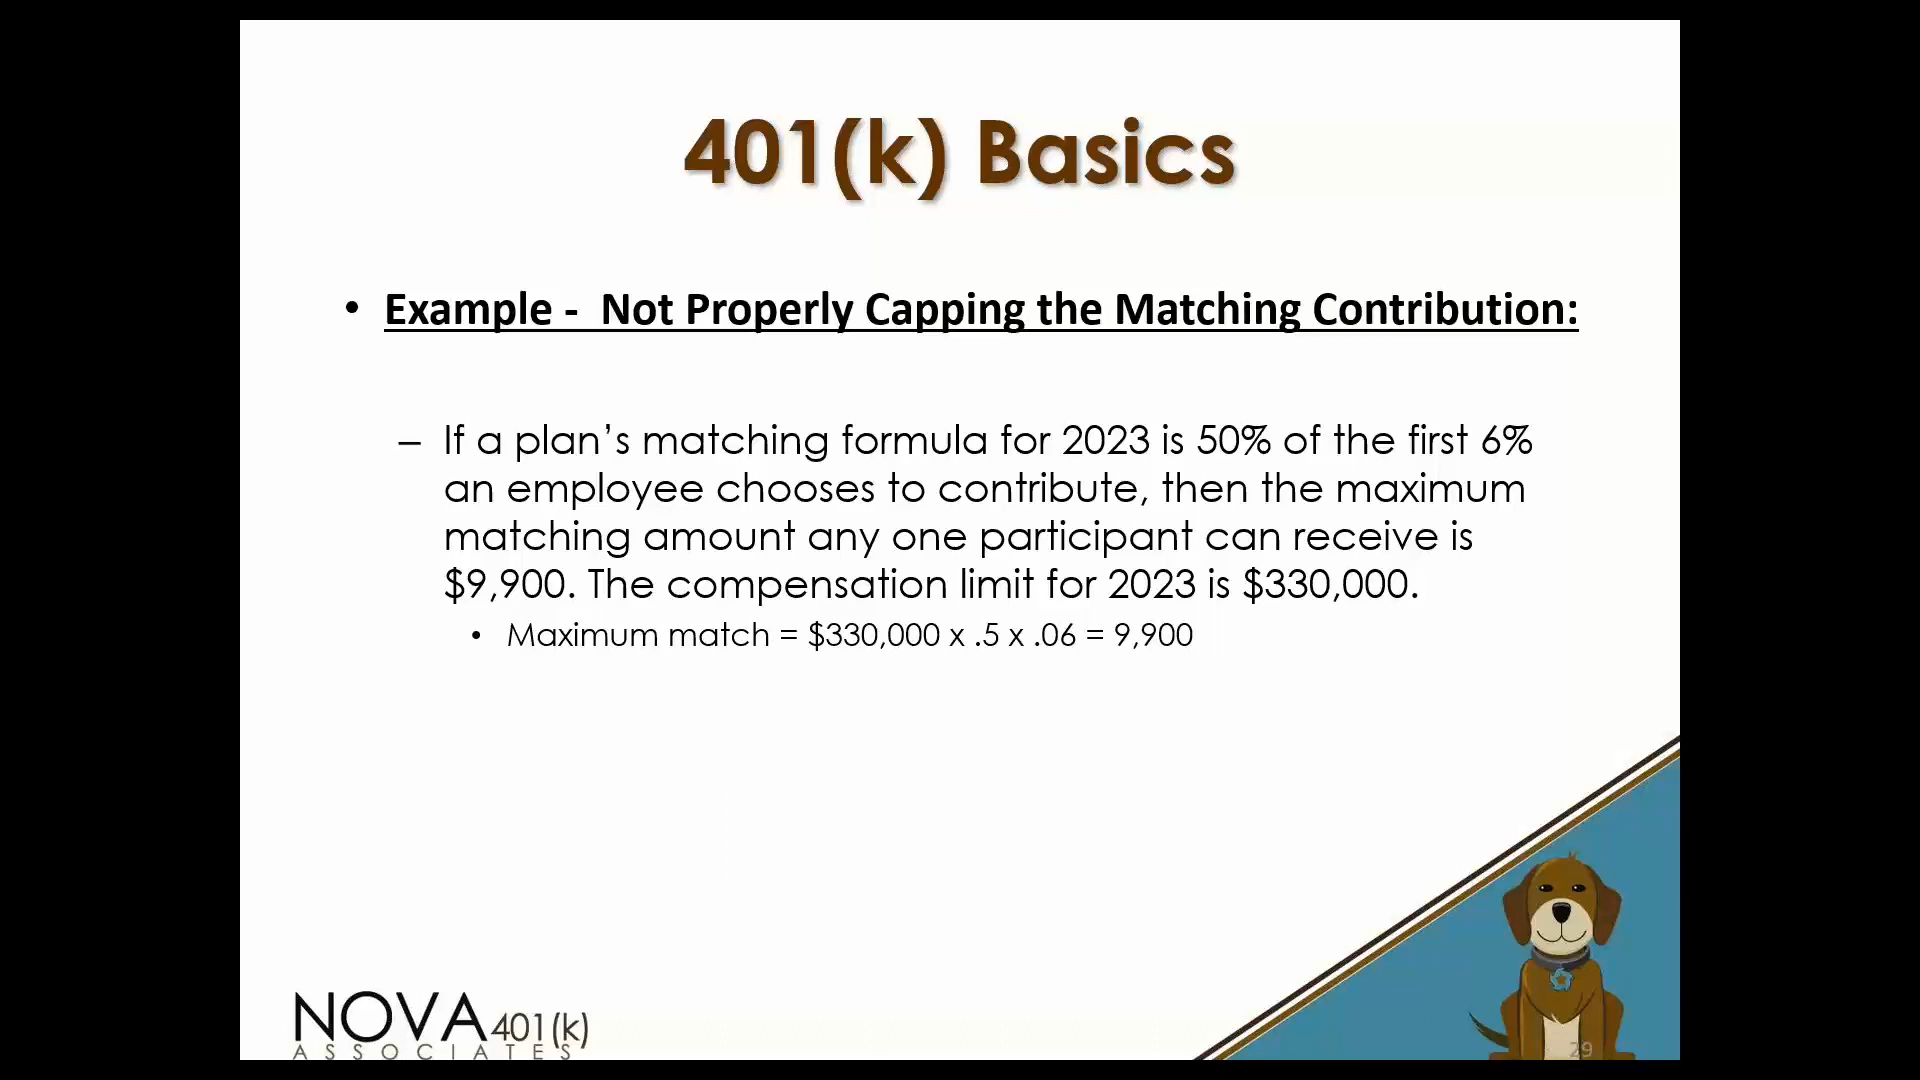 401(k) Basics
• Example -  Not Properly Capping the Matching Contribution:
– If a plan’s matching formula for 2023 is 50% of the first 6%
an employee chooses to contribute, then the maximum
matching amount any one participant can receive is
$9,900. The compensation limit for 2023 is $330,000.
• Maximum match = $330,000 x .5 x .06 = 9,900
NOVA 401(k)
ASSOCIATES
29